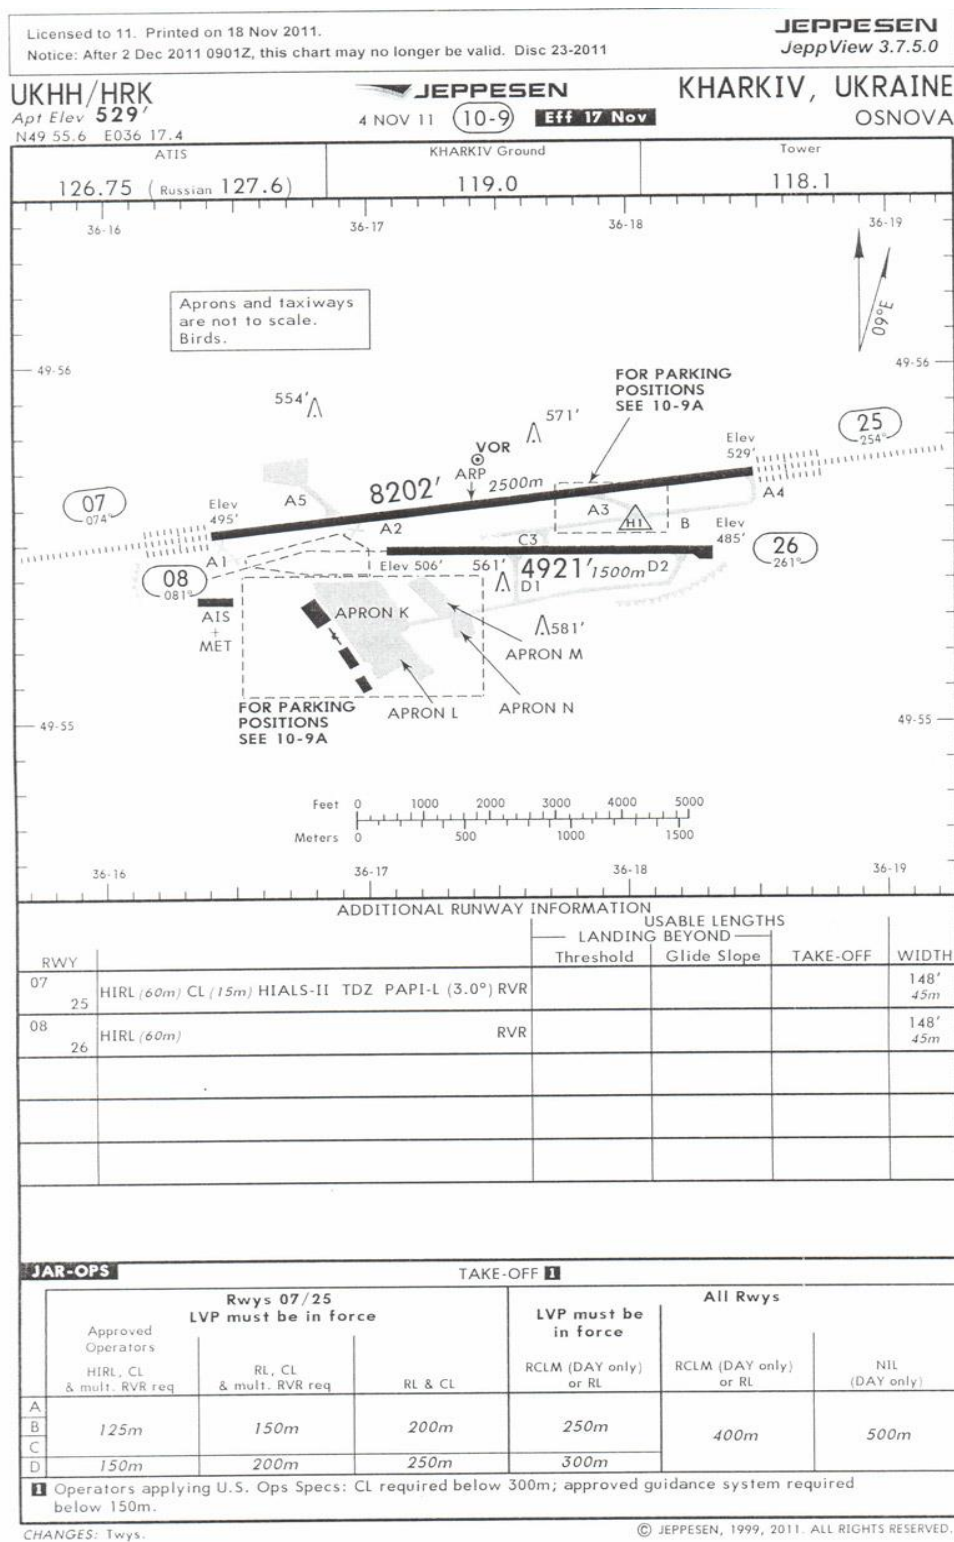 Licensed to 11. Printed on 18 Nov 2011.
Notice: After 2 Dec 2011 0901Z, this chart may no longer be valid. Disc 23-2011
JEPPESEN
JeppView 3.7.5.0
UKHH/HRK
Apt Elev 529'
N49 55.6 E036 17.4
JEPPESEN
4 NOV 11 10-9 Eff 17 Nov
KHARKIV, UKRAINE
OSNOVA
ATIS
126.75 (Russian 127.6)
KHARKIV Ground
119.0
Tower
118.1
36-16 36-17 36-18 36-19
09°E
Aprons and taxiways
are not to scale.
Birds.
49-56 49-56
FOR PARKING
POSITIONS
SEE 10-9A
554'
571'
VOR
ARP
25
254°
Elev
529'
07
074°
Elev
495'
A5
8202' 2500m
A2
A3
H1
B
A4
Elev
485'
26
261°
C3
A1
08
081°
Elev 506'
561'
4921' 1500m
D1
D2
AIS
+
MET
APRON K
581'
APRON M
APRON L
APRON N
FOR PARKING
POSITIONS
SEE 10-9A
49-55 49-55
Feet 0 1000 2000 3000 4000 5000
Meters 0 500 1000 1500
36-16 36-17 36-18 36-19
ADDITIONAL RUNWAY INFORMATION
USABLE LENGTHS
LANDING BEYOND
RWY Threshold Glide Slope TAKE-OFF WIDTH
07
25
HIRL (60m) CL (15m) HIALS-II TDZ PAPI-L (3.0°) RVR
148'
45m
08
26
HIRL (60m) RVR
148'
45m
JAR-OPS
TAKE-OFF 1
Rwys 07/25
LVP must be in force
All Rwys
LVP must be
in force
Approved
Operators
HIRL, CL
& mult. RVR req
RL, CL
& mult. RVR req
RL & CL
RCLM (DAY only)
or RL
RCLM (DAY only)
or RL
NIL
(DAY only)
A
B
C
125m 150m 200m 250m
400m 500m
D 150m 200m 250m 300m
1 Operators applying U.S. Ops Specs: CL required below 300m; approved guidance system required
below 150m.
CHANGES: Twys.
© JEPPESEN, 1999, 2011. ALL RIGHTS RESERVED.